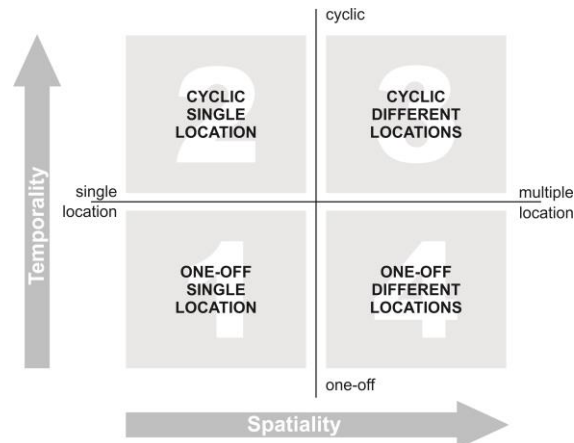 cyclic
2
CYCLIC
SINGLE
LOCATION
3
CYCLIC
DIFFERENT
LOCATIONS
single
location
multiple
location
Temporality
1
ONE-OFF
SINGLE
LOCATION
4
ONE-OFF
DIFFERENT
LOCATIONS
one-off
Spatiality